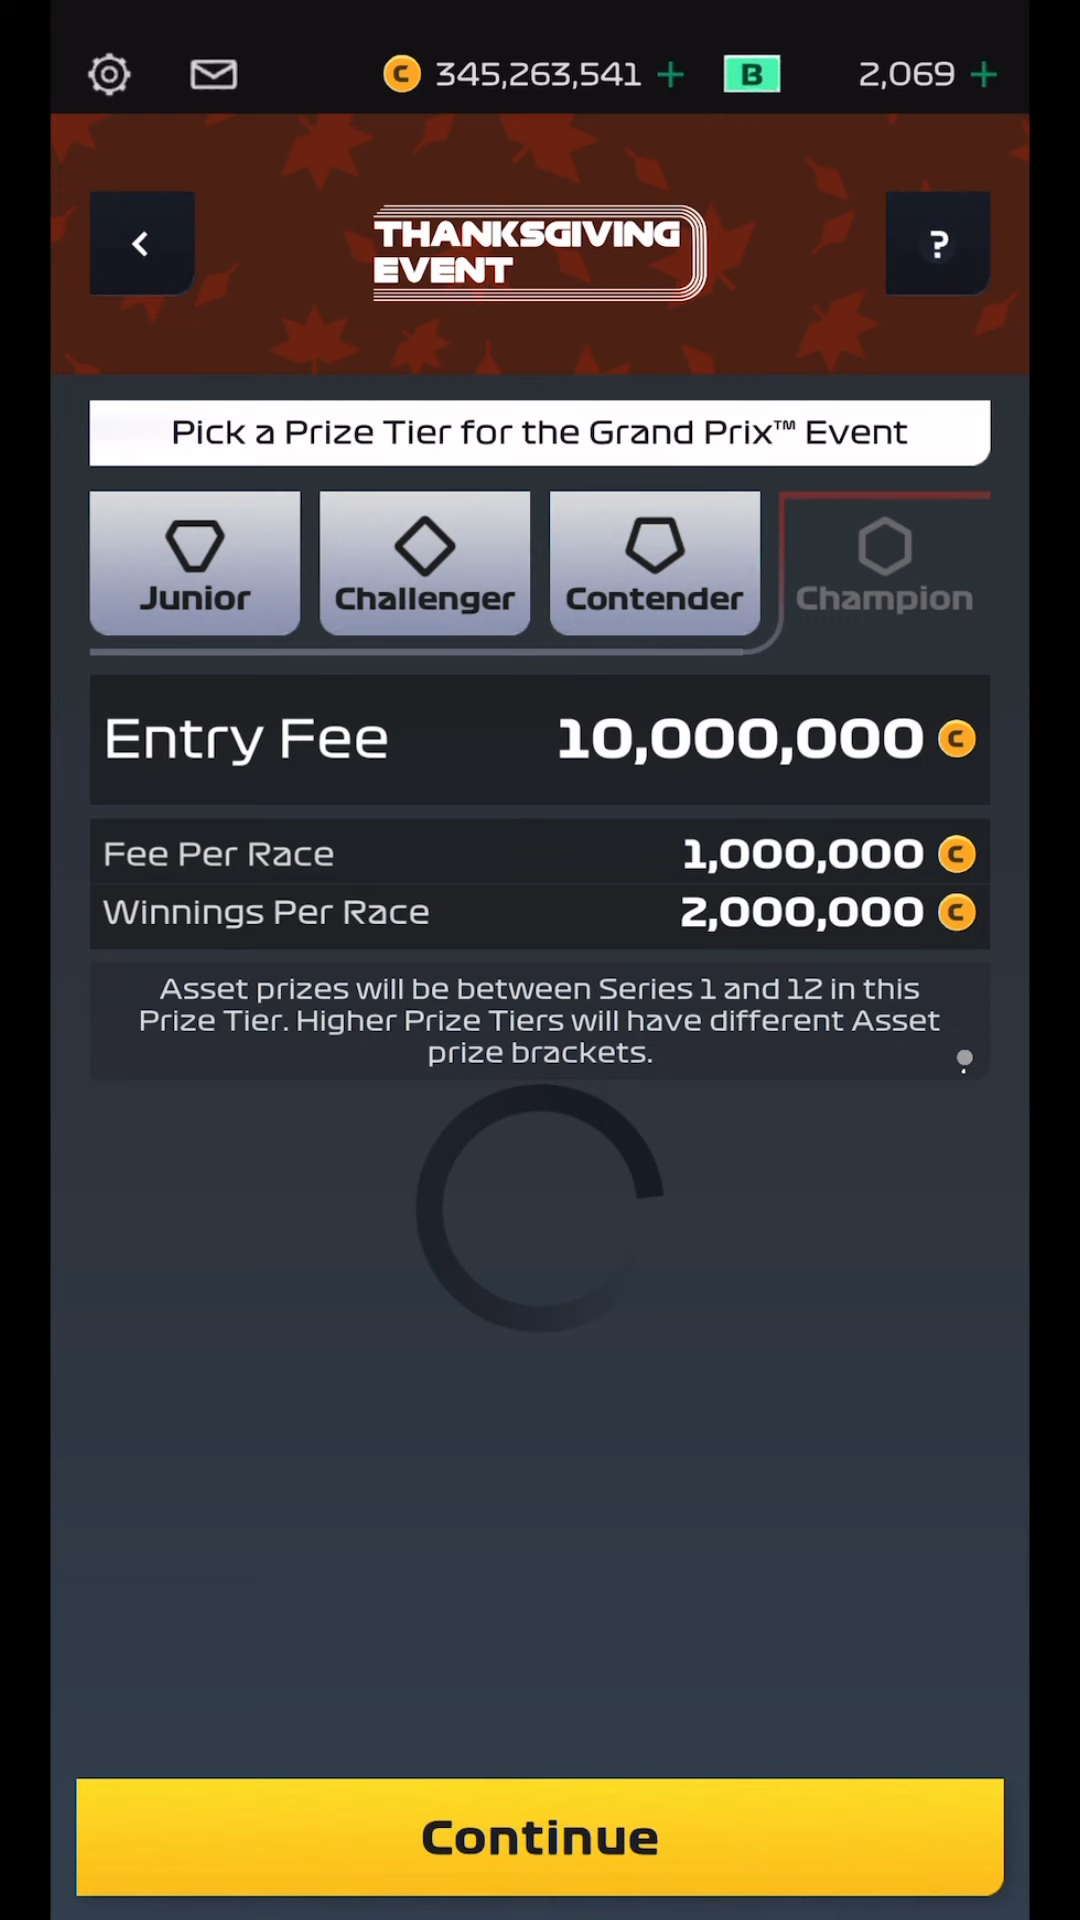 345,263,541 + B 2,069 +
THANKSGIVING
EVENT
?
Pick a Prize Tier for the Grand Prix™ Event
Junior
Challenger
Contender
Champion
Entry Fee 10,000,000 C
Fee Per Race 1,000,000 C
Winnings Per Race 2,000,000 C
Asset prizes will be between Series 1 and 12 in this
Prize Tier. Higher Prize Tiers will have different Asset
prize brackets.
Continue